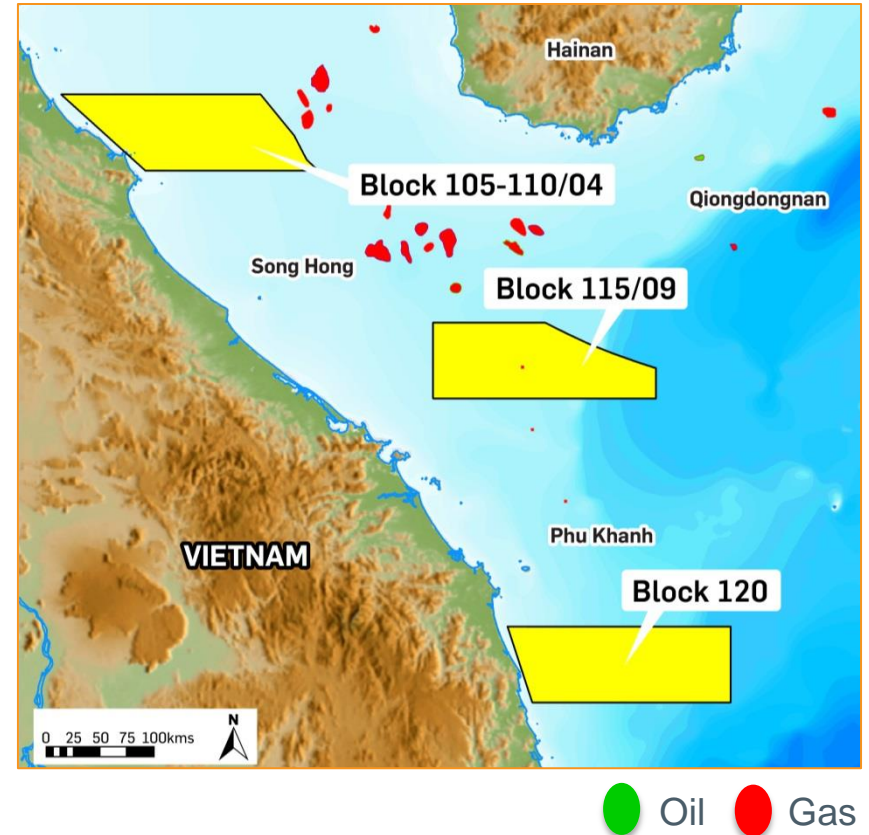 Hainan
Block 105-110/04
Qiongdongnan
Song Hong
Block 115/09
Phu Khanh
VIETNAM
Block 120
N
0 25 50 75 100kms
Oil Gas